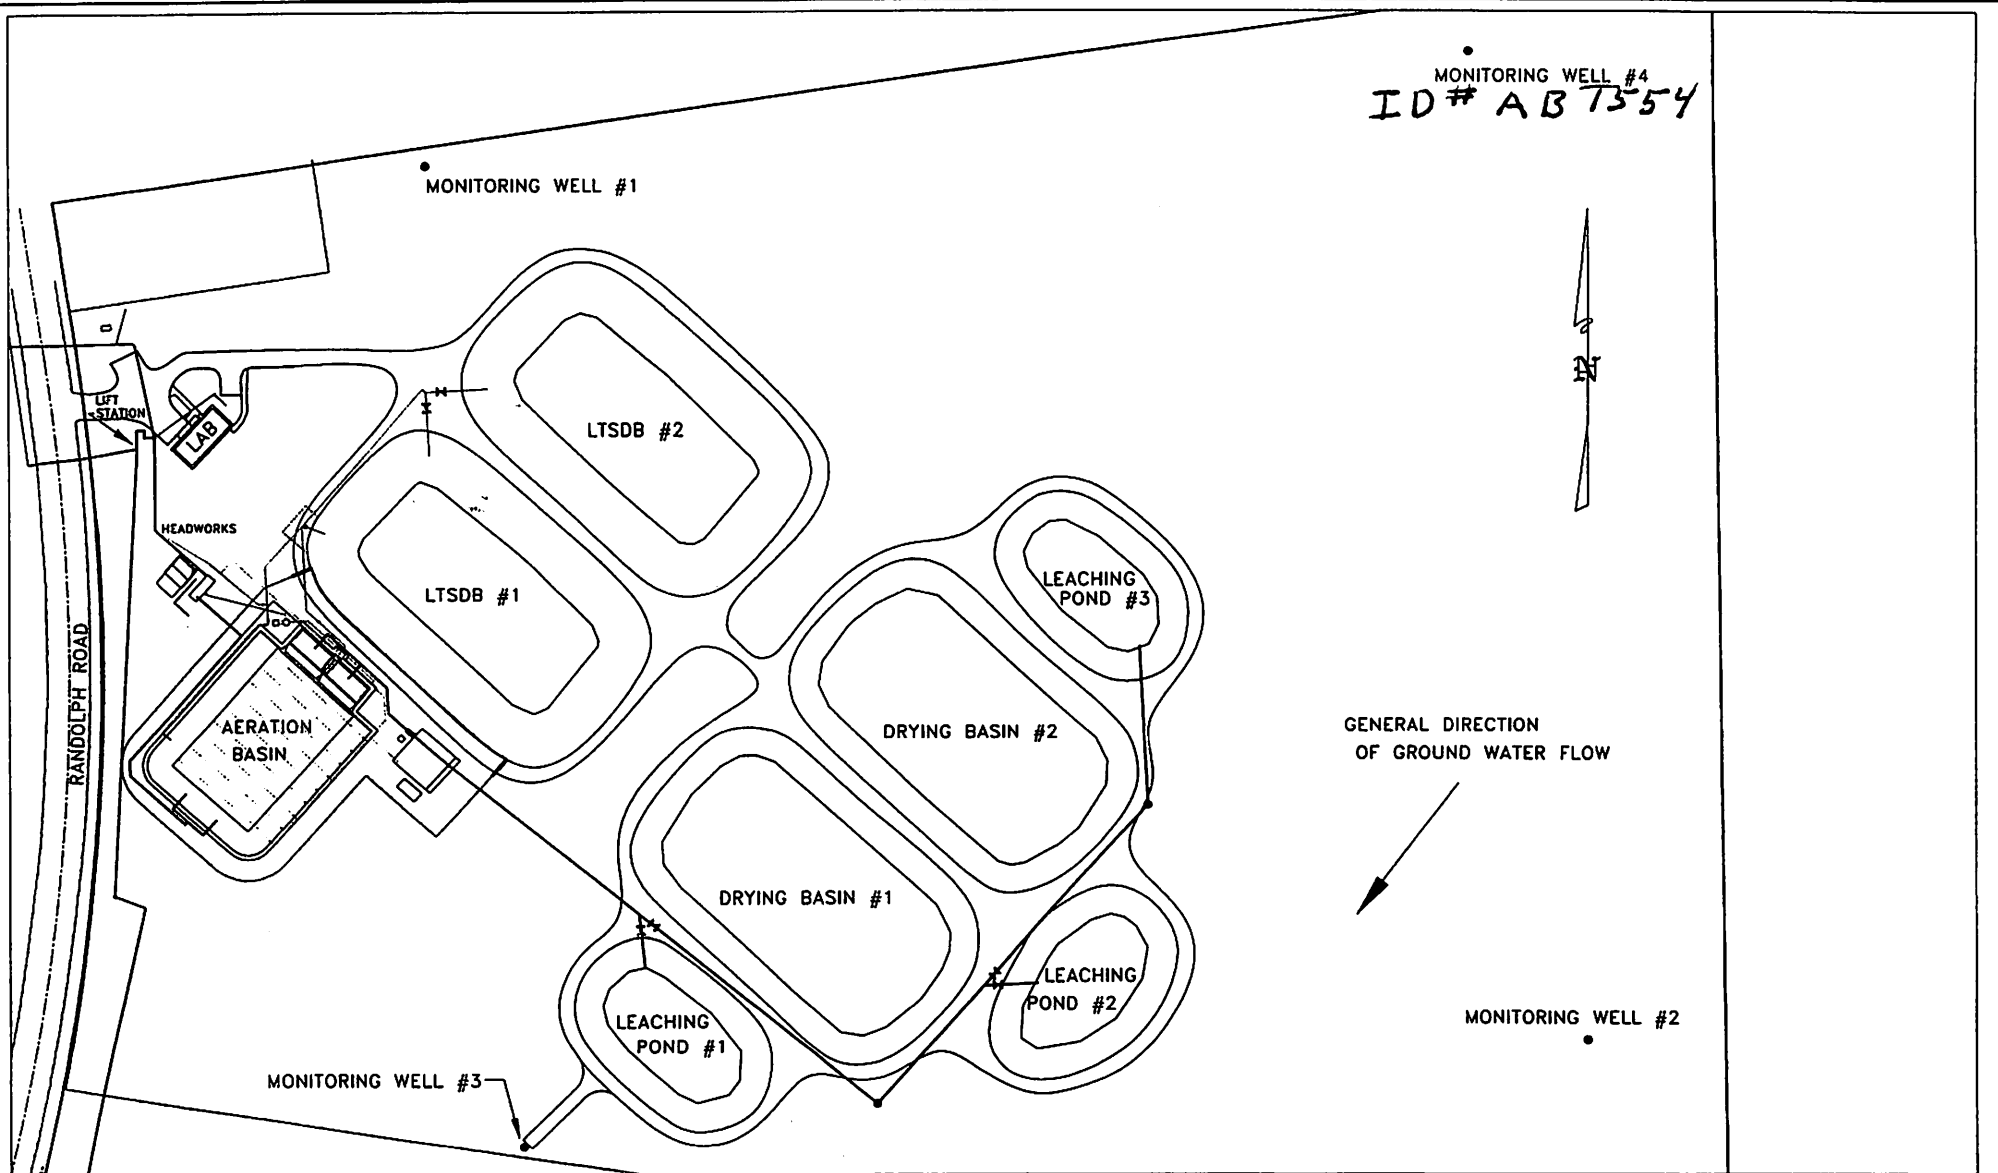 MONITORING WELL #4
ID# AB 7554
MONITORING WELL #1
N
LIFT
STATION
LAB
LTSDB #2
HEADWORKS
LTSDB #1
LEACHING
POND #3
RANDOLPH ROAD
AERATION
BASIN
DRYING BASIN #2
GENERAL DIRECTION
OF GROUND WATER FLOW
DRYING BASIN #1
LEACHING
POND #2
LEACHING
POND #1
MONITORING WELL #2
MONITORING WELL #3